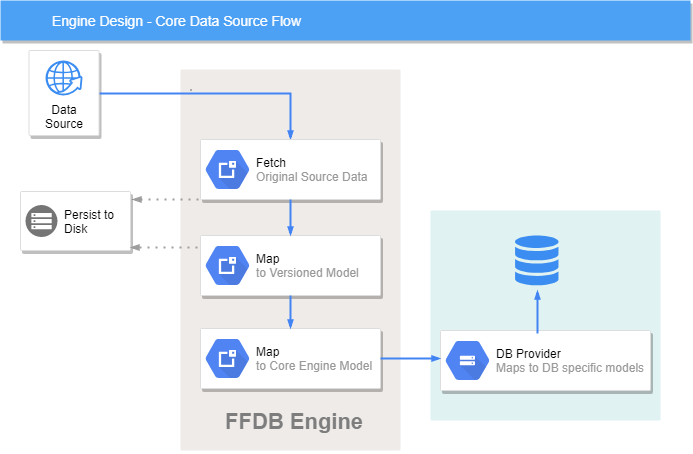 Engine Design - Core Data Source Flow
Data
Source
Fetch
Original Source Data
Persist to
Disk
Map
to Versioned Model
Map
to Core Engine Model
DB Provider
Maps to DB specific models
FFDB Engine